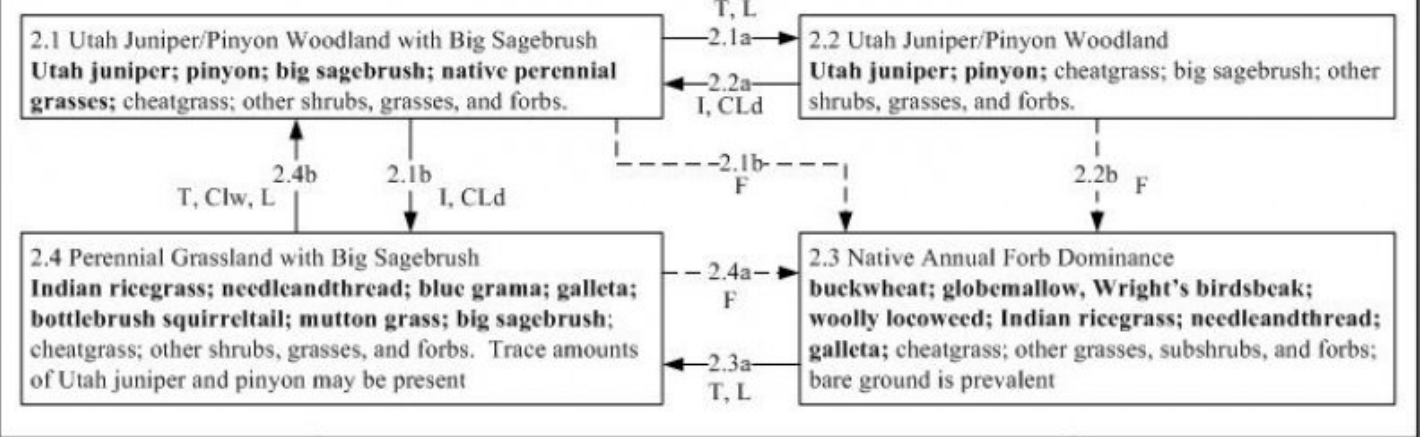 T, L
2.1 Utah Juniper/Pinyon Woodland with Big Sagebrush
Utah juniper; pinyon; big sagebrush; native perennial
grasses; cheatgrass; other shrubs, grasses, and forbs.
2.1a
2.2a
I, CLd
2.2 Utah Juniper/Pinyon Woodland
Utah juniper; pinyon; cheatgrass; big sagebrush; other
shrubs, grasses, and forbs.
2.4b
T, Clw, L
2.1b
I, CLd
2.1b
F
2.2b
F
2.4 Perennial Grassland with Big Sagebrush
Indian ricegrass; needleandthread; blue grama; galleta;
bottlebrush squirreltail; mutton grass; big sagebrush;
cheatgrass; other shrubs, grasses, and forbs. Trace amounts
of Utah juniper and pinyon may be present
2.4a
F
2.3a
T, L
2.3 Native Annual Forb Dominance
buckwheat; globemallow, Wright's birdsbeak;
woolly locoweed; Indian ricegrass; needleandthread;
galleta; cheatgrass; other grasses, subshrubs, and forbs;
bare ground is prevalent